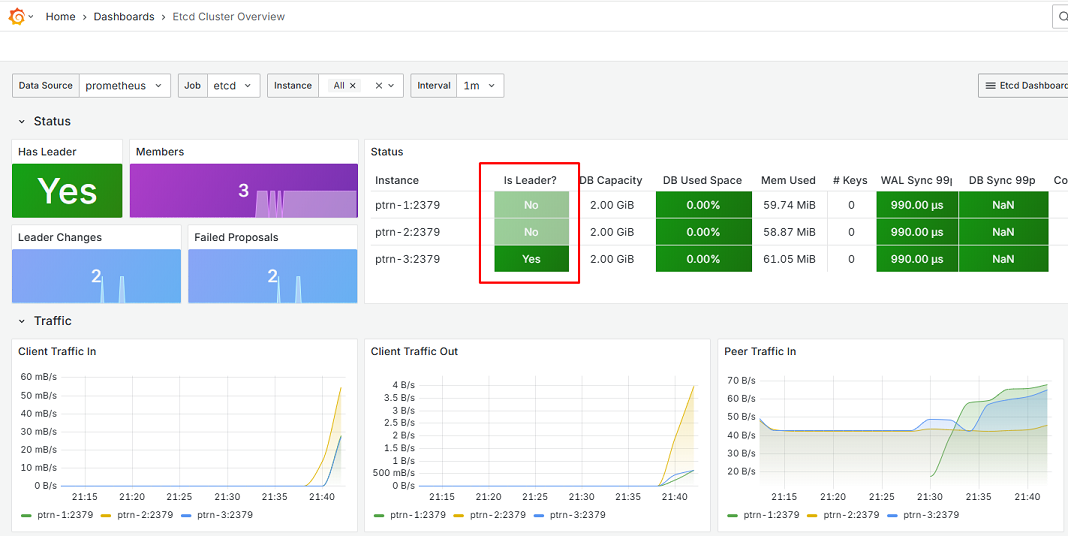 Home › Dashboards › Etcd Cluster Overview
Data Source prometheus Job etcd Instance All × × Interval 1m Etcd Dashboard
Status
Has Leader
Yes
Members
3
Leader Changes
2
Failed Proposals
2
Status
Instance Is Leader? DB Capacity DB Used Space Mem Used # Keys WAL Sync 99p DB Sync 99p Co
ptrn-1:2379 No 2.00 GiB 0.00% 59.74 MiB 0 990.00 µs NaN
ptrn-2:2379 No 2.00 GiB 0.00% 58.87 MiB 0 990.00 µs NaN
ptrn-3:2379 Yes 2.00 GiB 0.00% 61.05 MiB 0 990.00 µs NaN
Traffic
Client Traffic In
60 mB/s
50 mB/s
40 mB/s
30 mB/s
20 mB/s
10 mB/s
0 B/s
21:15 21:20 21:25 21:30 21:35 21:40
ptrn-1:2379 ptrn-2:2379 ptrn-3:2379
Client Traffic Out
4 B/s
3.5 B/s
3 B/s
2.5 B/s
2 B/s
1.5 B/s
1 B/s
500 mB/s
0 B/s
21:15 21:20 21:25 21:30 21:35 21:40
ptrn-1:2379 ptrn-2:2379 ptrn-3:2379
Peer Traffic In
70 B/s
60 B/s
50 B/s
40 B/s
30 B/s
20 B/s
21:15 21:20 21:25 21:30 21:35 21:40
ptrn-1:2379 ptrn-2:2379 ptrn-3:2379